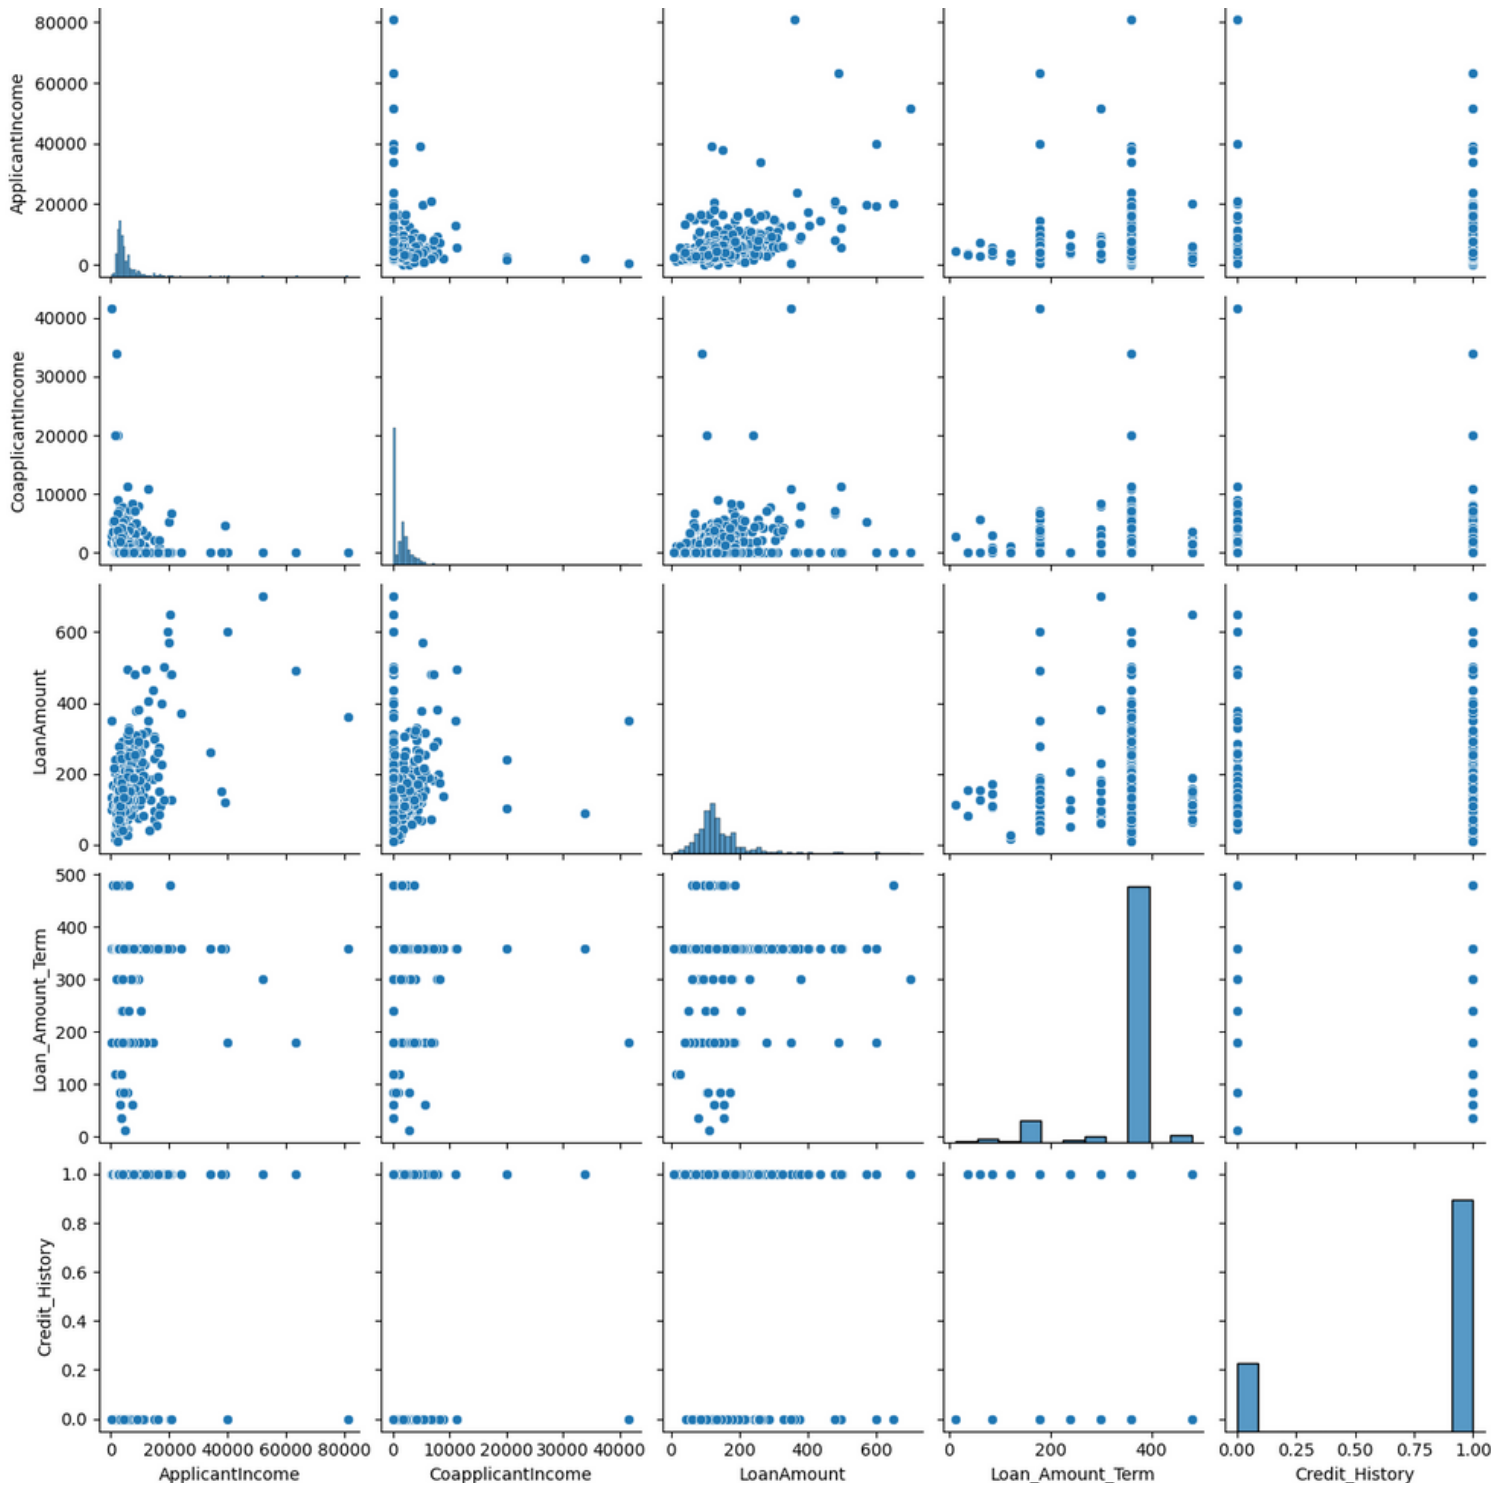 80000
60000
40000
20000
0
ApplicantIncome
40000
30000
20000
10000
0
CoapplicantIncome
600
400
200
0
LoanAmount
500
400
300
200
100
0
Loan_Amount_Term
1.0
0.8
0.6
0.4
0.2
0.0
Credit_History
0 20000 40000 60000 80000
ApplicantIncome
0 10000 20000 30000 40000
CoapplicantIncome
0 200 400 600
LoanAmount
0 200 400
Loan_Amount_Term
0.00 0.25 0.50 0.75 1.00
Credit_History